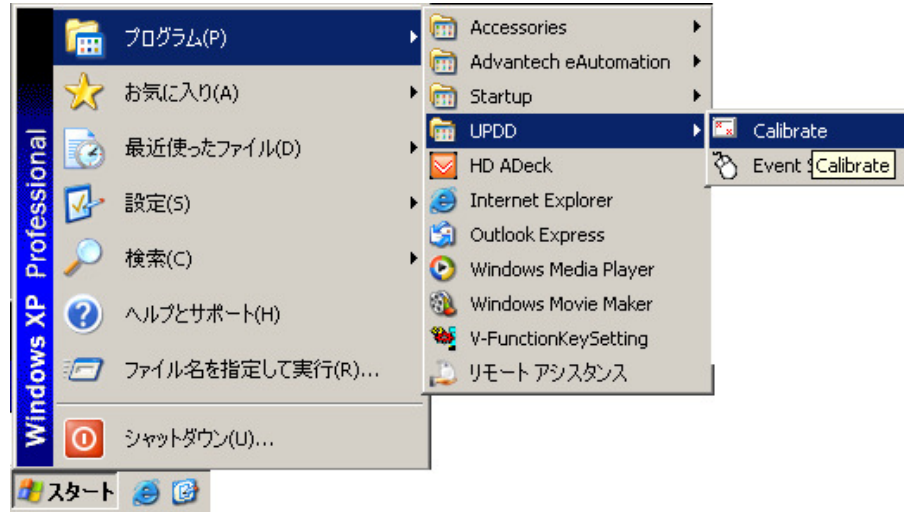 Windows XP Professional
プログラム(P)
お気に入り(A)
最近使ったファイル(D)
設定(S)
検索(C)
ヘルプとサポート(H)
ファイル名を指定して実行(R)...
シャットダウン(U)...
スタート
Accessories
Advantech eAutomation
Startup
UPDD
HD ADeck
Internet Explorer
Outlook Express
Windows Media Player
Windows Movie Maker
V-FunctionKeySetting
リモート アシスタンス
Calibrate
Event
Calibrate